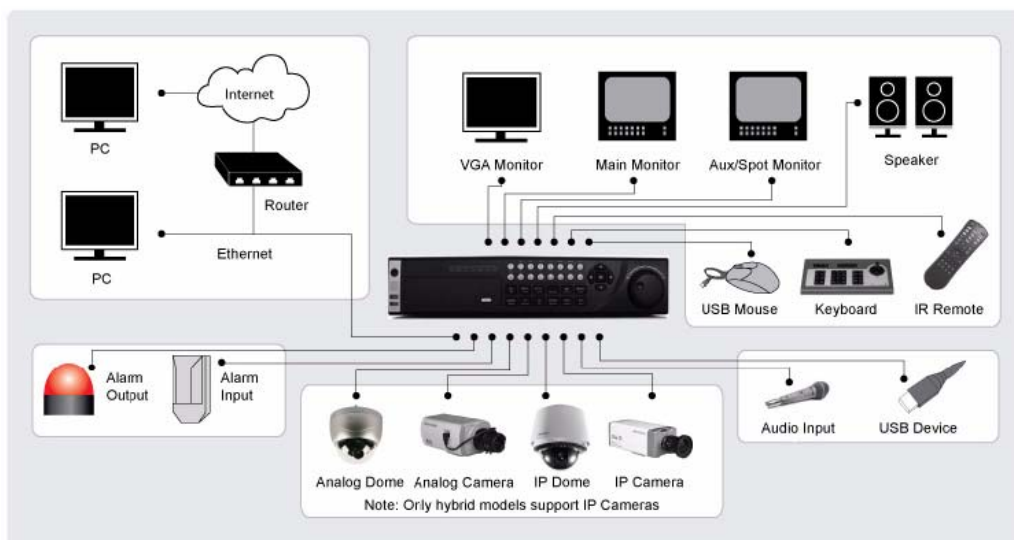 Internet
PC
Router
PC
Ethernet
VGA Monitor
Main Monitor
Aux/Spot Monitor
Speaker
USB Mouse
Keyboard
IR Remote
Alarm
Output
Alarm
Input
Analog Dome
Analog Camera
IP Dome
IP Camera
Note: Only hybrid models support IP Cameras
Audio Input
USB Device